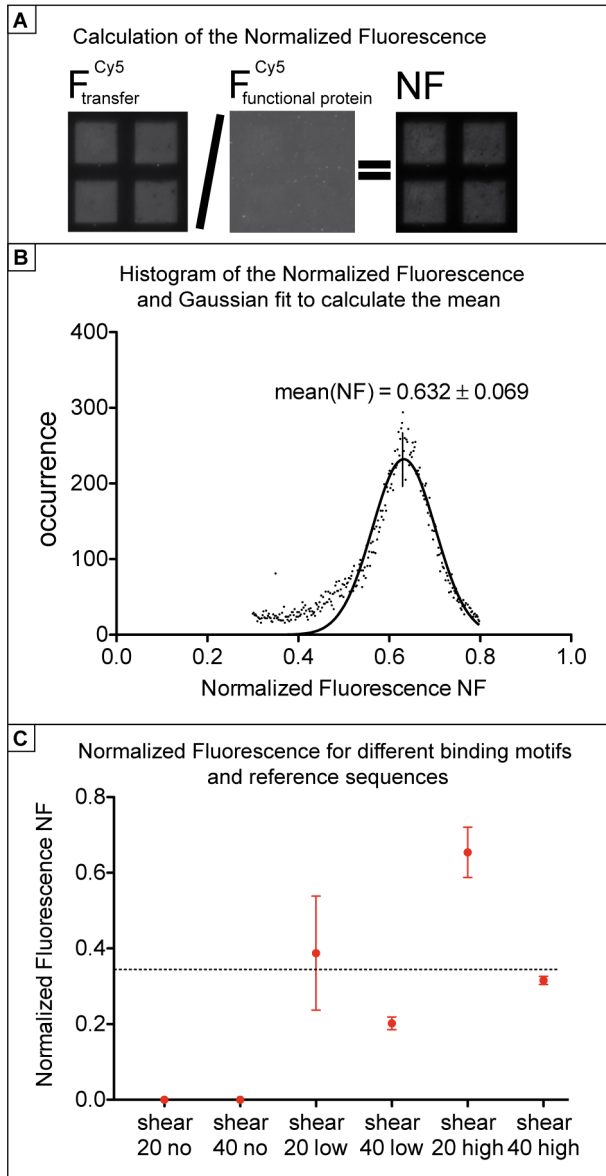 A
Calculation of the Normalized Fluorescence
F Cy5 transfer / F Cy5 functional protein = NF
B
Histogram of the Normalized Fluorescence
and Gaussian fit to calculate the mean
mean(NF) = 0.632 ± 0.069
occurrence
400
300
200
100
0
0.0 0.2 0.4 0.6 0.8 1.0
Normalized Fluorescence NF
C
Normalized Fluorescence for different binding motifs
and reference sequences
Normalized Fluorescence NF
0.8
0.6
0.4
0.2
0.0
shear shear shear shear shear shear
20 no 40 no 20 low 40 low 20 high 40 high